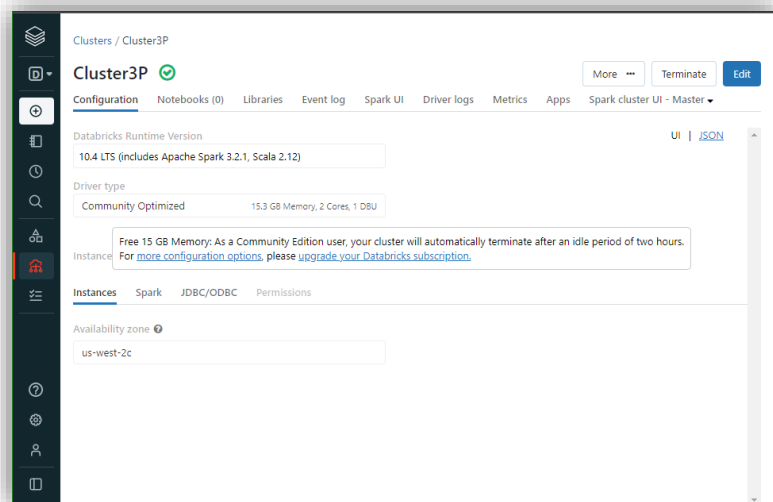 Clusters / Cluster3P
D
Cluster3P
More ••• Terminate Edit
Configuration Notebooks (0) Libraries Event log Spark UI Driver logs Metrics Apps Spark cluster UI - Master
Databricks Runtime Version
UI | JSON
10.4 LTS (includes Apache Spark 3.2.1, Scala 2.12)
Driver type
Community Optimized 15.3 GB Memory, 2 Cores, 1 DBU
Free 15 GB Memory: As a Community Edition user, your cluster will automatically terminate after an idle period of two hours.
Instance For more configuration options, please upgrade your Databricks subscription.
Instances Spark JDBC/ODBC Permissions
Availability zone ?
us-west-2c